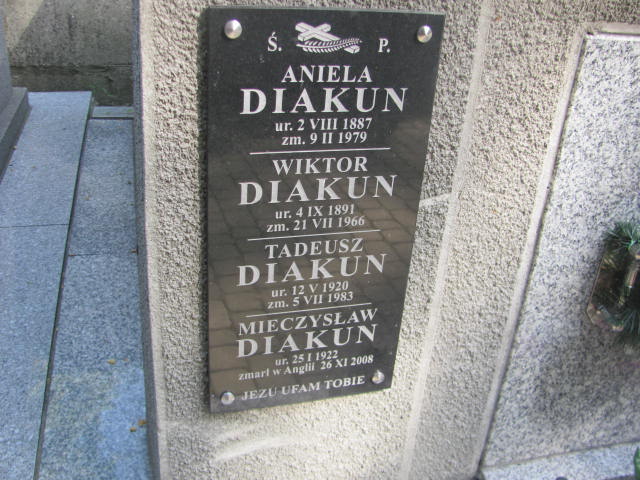 Ś. P.
ANIELA
DIAKUN
ur. 2 VIII 1887
zm. 9 II 1979
WIKTOR
DIAKUN
ur. 4 IX 1891
zm. 21 VII 1966
TADEUSZ
DIAKUN
ur. 12 V 1920
zm. 5 VII 1983
MIECZYSŁAW
DIAKUN
ur. 25 I 1922
zmarł w Anglii 26 XI 2008
JEZU UFAM TOBIE